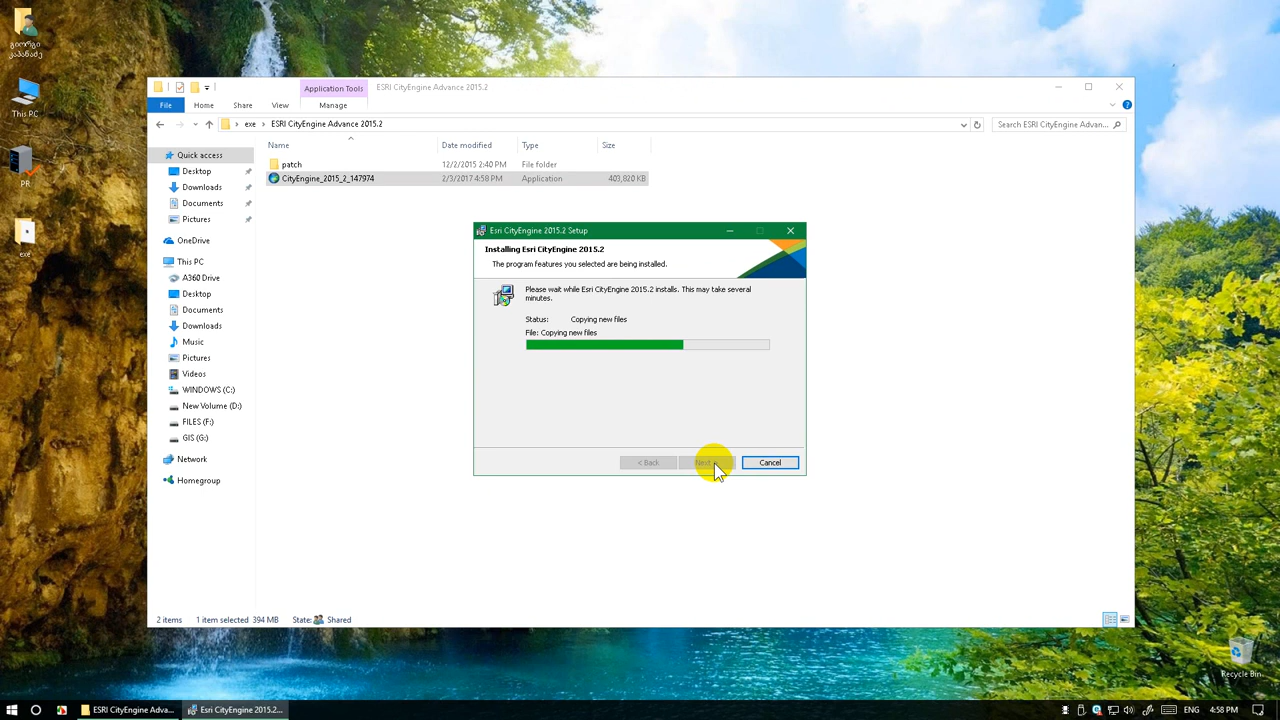 გიორგი
კაპანაძე
This PC
PR
exe
Application Tools
ESRI CityEngine Advance 2015.2
File
Home
Share
View
Manage
exe
ESRI CityEngine Advance 2015.2
Search ESRI CityEngine Advan...
Name
Date modified
Type
Size
patch
12/2/2015 2:40 PM
File folder
CityEngine_2015_2_147974
2/3/2017 4:58 PM
Application
403,820 KB
Quick access
Desktop
Downloads
Documents
Pictures
OneDrive
This PC
A360 Drive
Desktop
Documents
Downloads
Music
Pictures
Videos
WINDOWS (C:)
New Volume (D:)
FILES (F:)
GIS (G:)
Network
Homegroup
Esri CityEngine 2015.2 Setup
Installing Esri CityEngine 2015.2
The program features you selected are being installed.
Please wait while Esri CityEngine 2015.2 installs. This may take several
minutes.
Status: Copying new files
File: Copying new files
< Back
Next >
Cancel
2 items
1 item selected 394 MB
State: Shared
Recycle Bin
ESRI CityEngine Adva...
Esri CityEngine 2015.2...
ENG
4:58 PM